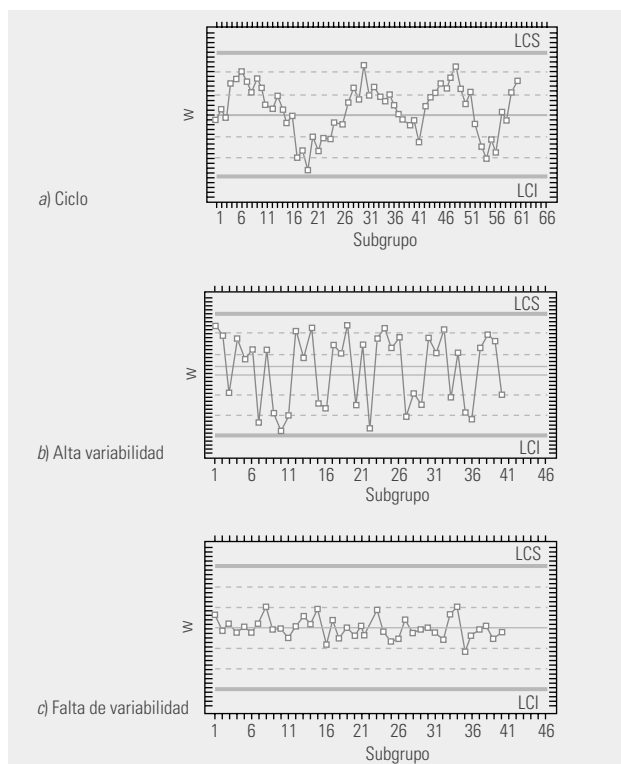 LCS
W
LCI
a) Ciclo
1 6 11 16 21 26 31 36 41 46 51 56 61 66
Subgrupo
LCS
W
LCI
b) Alta variabilidad
1 6 11 16 21 26 31 36 41 46
Subgrupo
LCS
W
LCI
c) Falta de variabilidad
1 6 11 16 21 26 31 36 41 46
Subgrupo